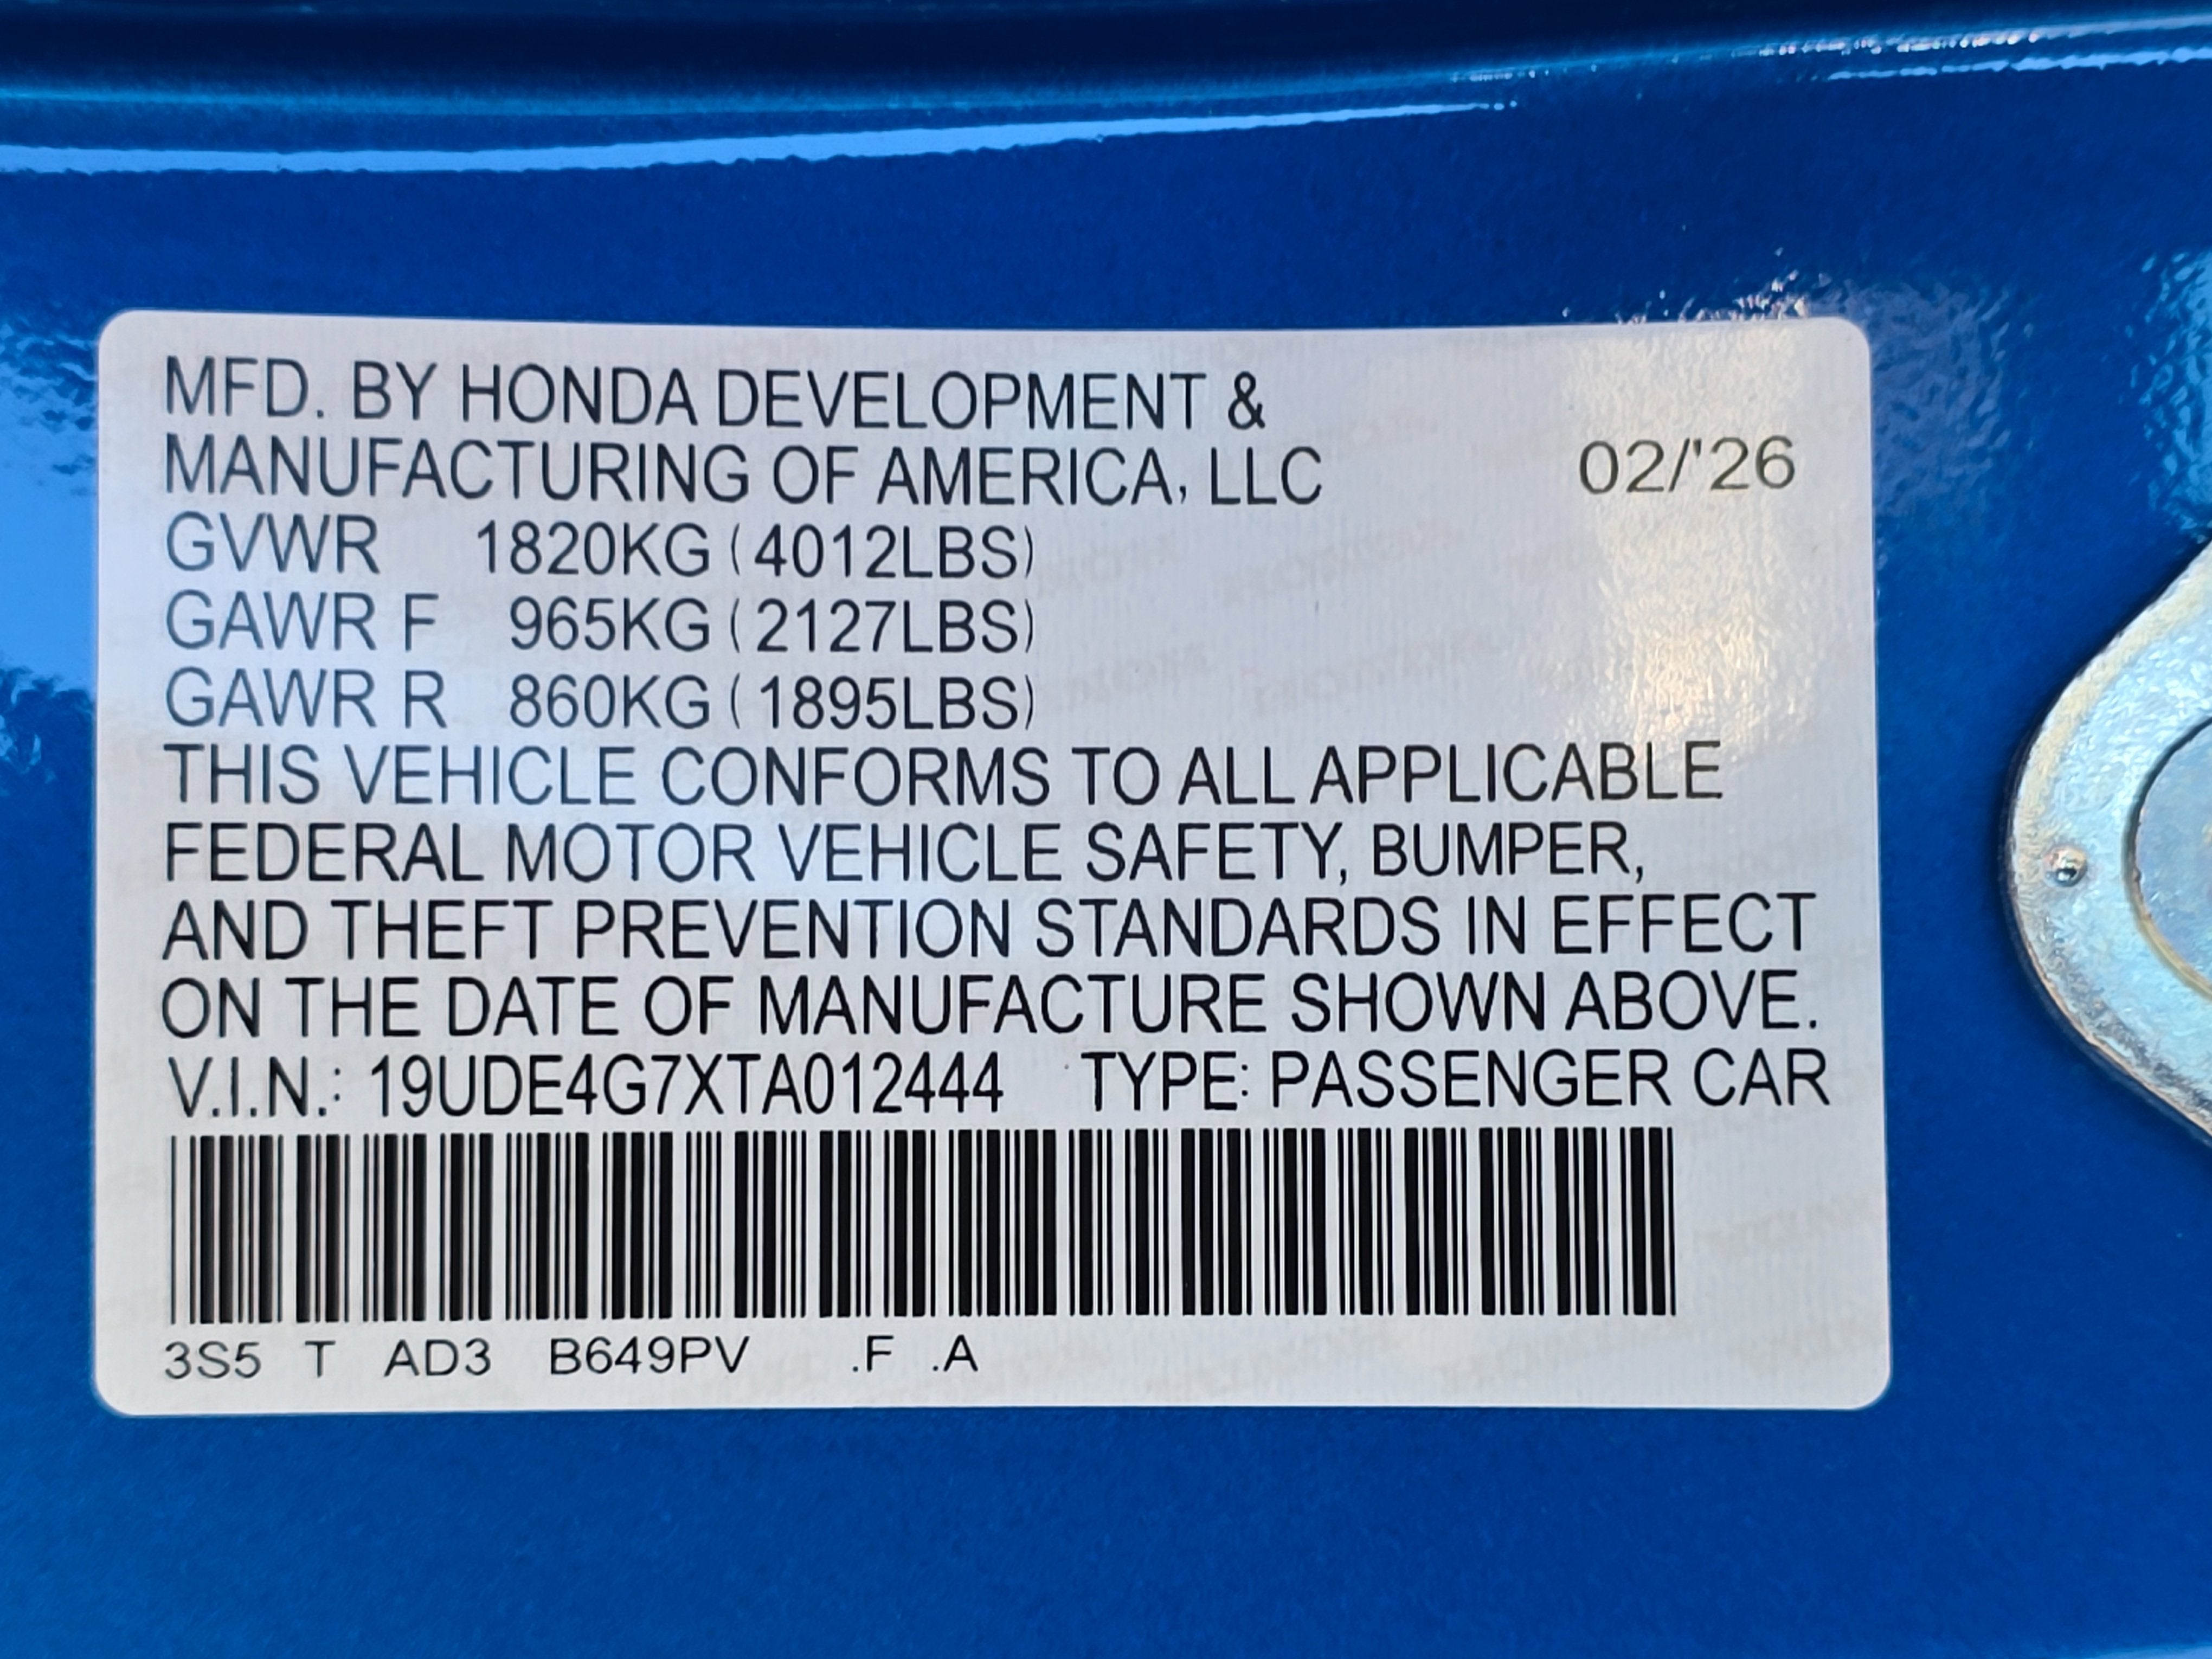 MFD. BY HONDA DEVELOPMENT &
MANUFACTURING OF AMERICA, LLC 02/'26
GVWR 1820KG (4012LBS)
GAWR F 965KG (2127LBS)
GAWR R 860KG (1895LBS)
THIS VEHICLE CONFORMS TO ALL APPLICABLE
FEDERAL MOTOR VEHICLE SAFETY, BUMPER,
AND THEFT PREVENTION STANDARDS IN EFFECT
ON THE DATE OF MANUFACTURE SHOWN ABOVE.
V.I.N.: 19UDE4G7XTA012444 TYPE: PASSENGER CAR
3S5 T AD3 B649PV .F .A